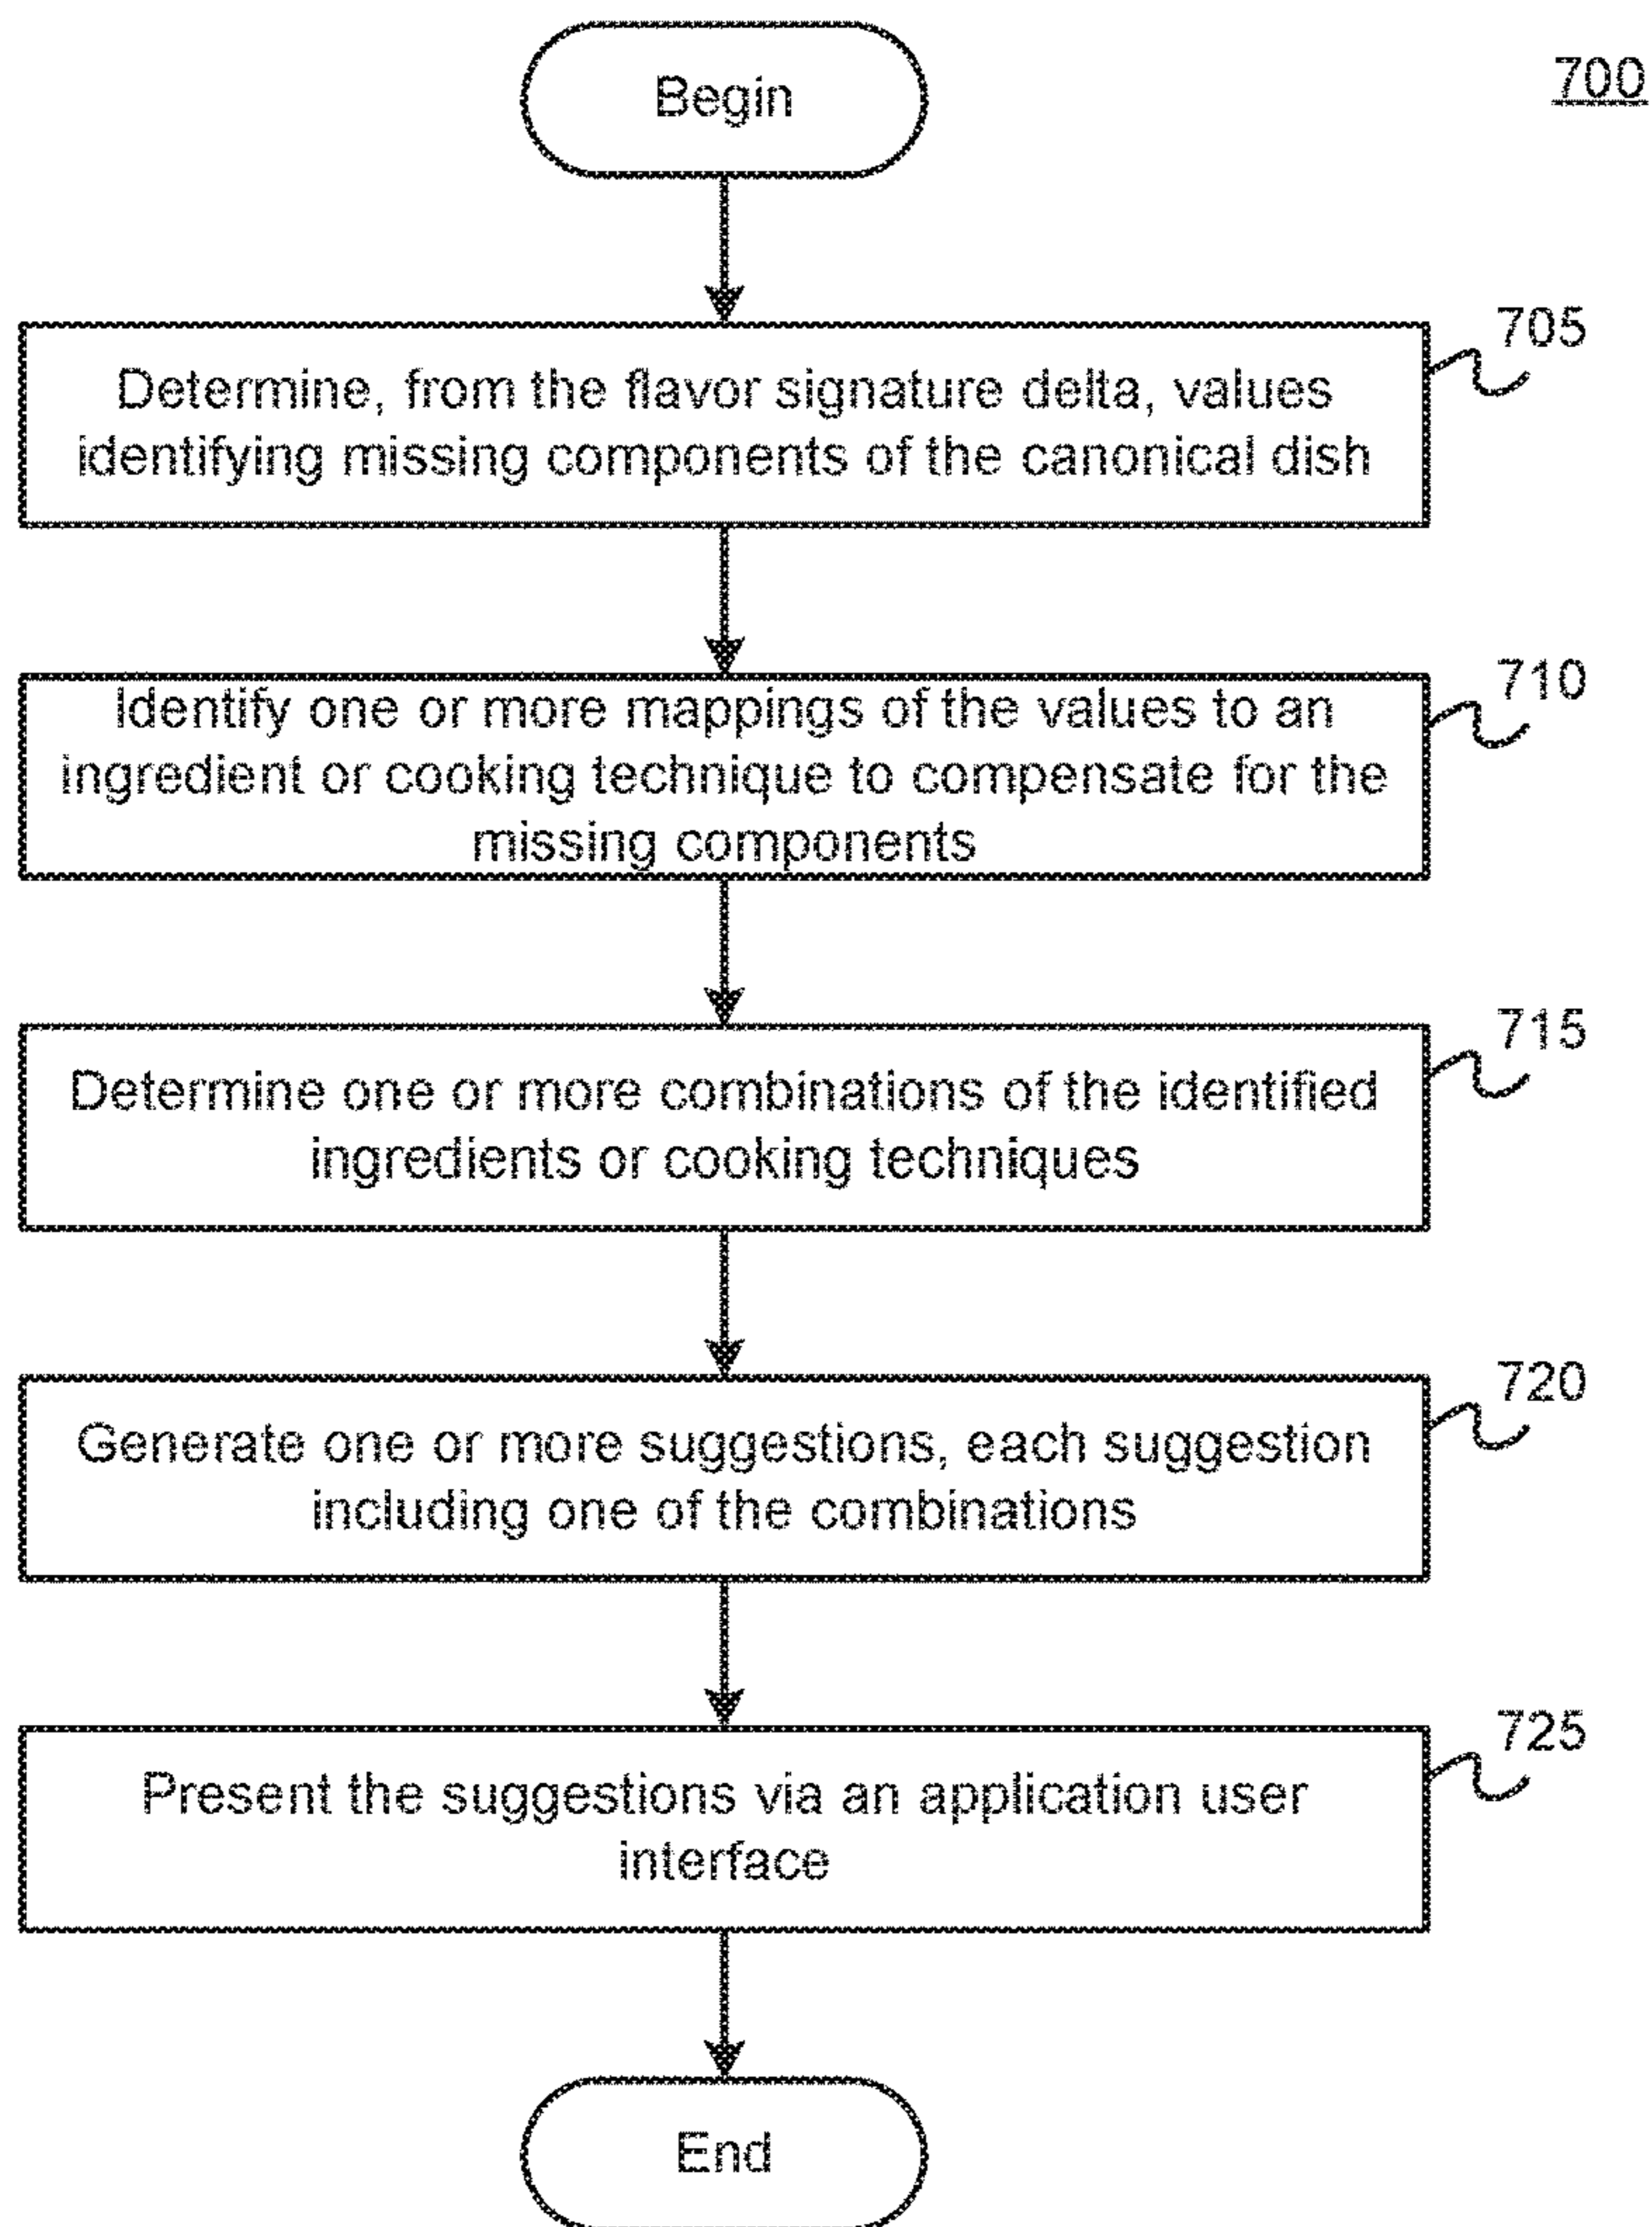 Begin
700
705
Determine, from the flavor signature delta, values
identifying missing components of the canonical dish
710
Identify one or more mappings of the values to an
ingredient or cooking technique to compensate for the
missing components
715
Determine one or more combinations of the identified
ingredients or cooking techniques
720
Generate one or more suggestions, each suggestion
including one of the combinations
725
Present the suggestions via an application user
interface
End